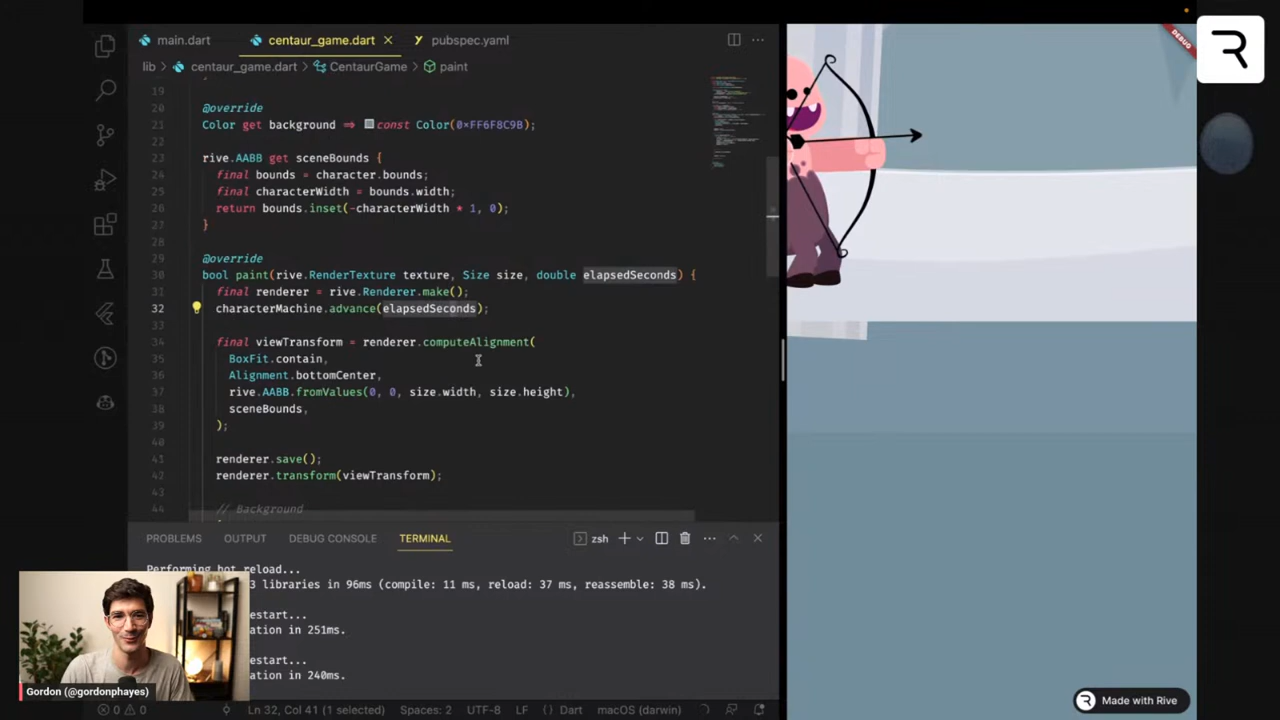 main.dart
centaur_game.dart
pubspec.yaml
lib
centaur_game.dart
CentaurGame
paint
DEBUG
19
20 @override
21 Color get background => const Color(0xFF6F8C9B);
22
23 rive.AABB get sceneBounds {
24 final bounds = character.bounds;
25 final characterWidth = bounds.width;
26 return bounds.inset(-characterWidth * 1, 0);
27 }
28
29 @override
30 bool paint(rive.RenderTexture texture, Size size, double elapsedSeconds) {
31 final renderer = rive.Renderer.make();
32 characterMachine.advance(elapsedSeconds);
33
34 final viewTransform = renderer.computeAlignment(
35 BoxFit.contain,
36 Alignment.bottomCenter,
37 rive.AABB.fromValues(0, 0, size.width, size.height),
38 sceneBounds,
39 );
40
41 renderer.save();
42 renderer.transform(viewTransform);
43
44 // Background
PROBLEMS OUTPUT DEBUG CONSOLE TERMINAL zsh
Performing hot reload...
3 libraries in 96ms (compile: 11 ms, reload: 37 ms, reassemble: 38 ms).
estart...
ation in 251ms.
estart...
ation in 240ms.
Gordon (@gordonphayes)
Made with Rive
0 0 Ln 32, Col 41 (1 selected) Spaces: 2 UTF-8 LF { } Dart macOS (darwin)